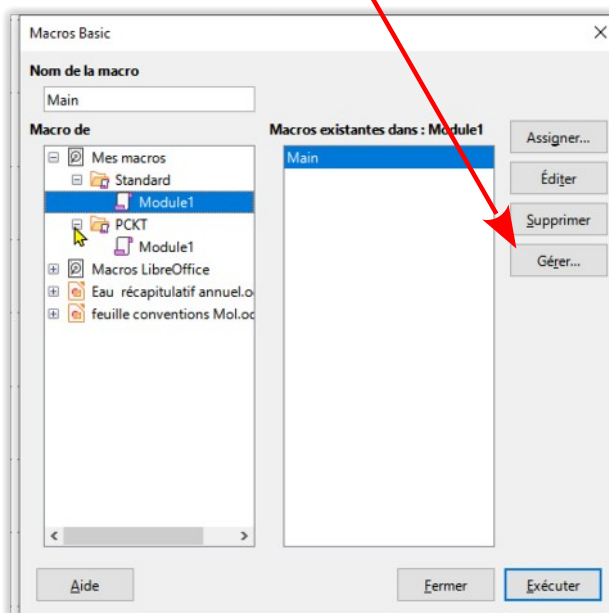 Macros Basic
Nom de la macro
Main
Macro de
Macros existantes dans : Module1
Assigner...
Mes macros
Main
Standard
Éditer
Module1
Supprimer
PCKT
Module1
Gérer...
Macros LibreOffice
Eau récapitulatif annuel.o
feuille conventions Mol.oc
Aide
Fermer
Exécuter